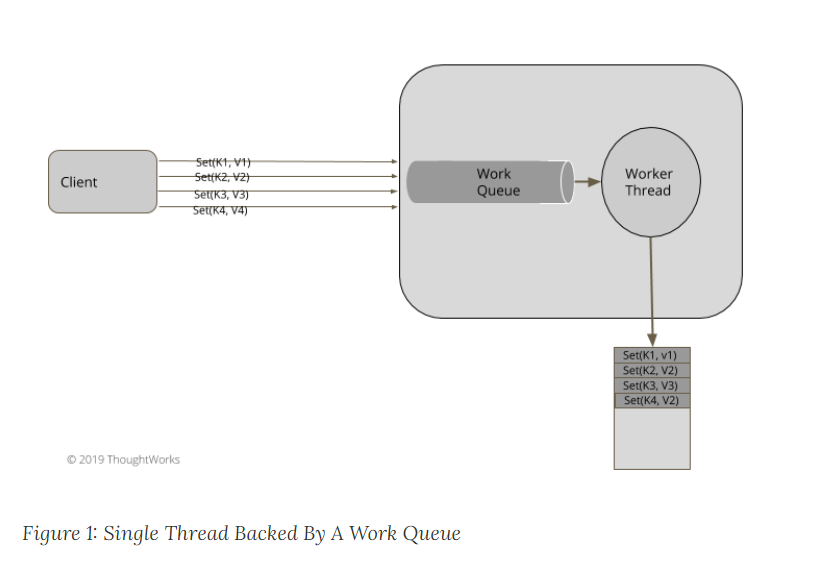 Client
Set(K1, V1)
Set(K2, V2)
Set(K3, V3)
Set(K4, V4)
Work
Queue
Worker
Thread
Set(K1, v1)
Set(K2, V2)
Set(K3, V3)
Set(K4, V2)
© 2019 ThoughtWorks
Figure 1: Single Thread Backed By A Work Queue